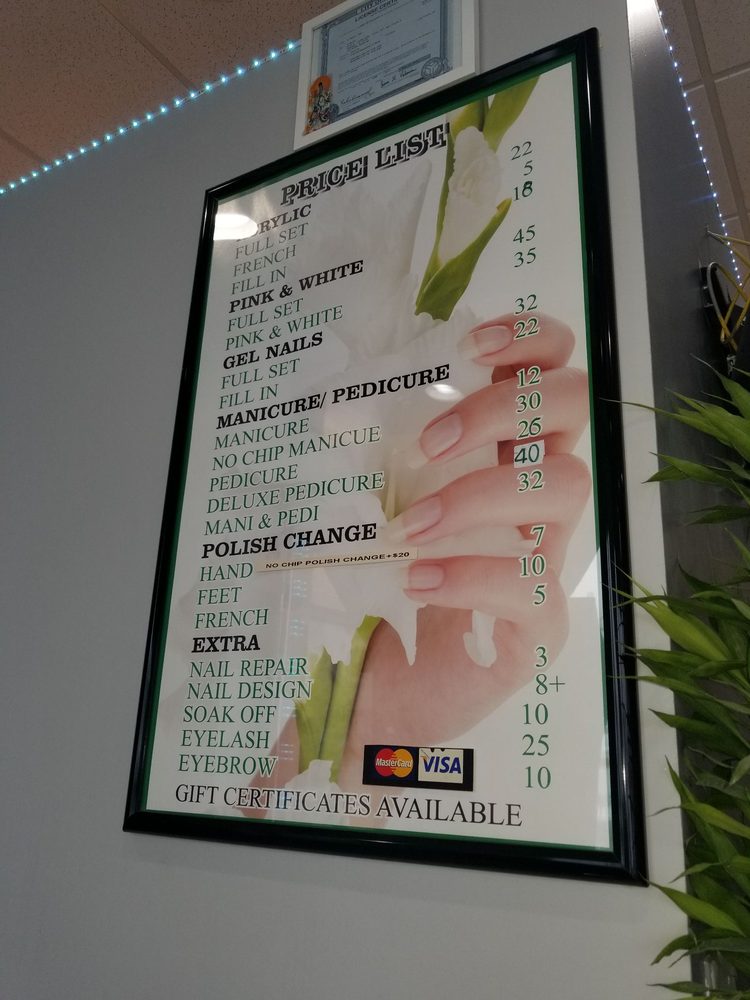 LICENSE
PRICE LIST
ACRYLIC
FULL SET 22
FRENCH 5
FILL IN 18
PINK & WHITE
FULL SET 45
PINK & WHITE 35
GEL NAILS
FULL SET 32
FILL IN 22
MANICURE/ PEDICURE
MANICURE 12
NO CHIP MANICUE 30
PEDICURE 26
DELUXE PEDICURE 40
MANI & PEDI 32
POLISH CHANGE
NO CHIP POLISH CHANGE+$20
HAND 7
FEET 10
FRENCH 5
EXTRA
NAIL REPAIR 3
NAIL DESIGN 8+
SOAK OFF 10
EYELASH 25
EYEBROW 10
MasterCard VISA
GIFT CERTIFICATES AVAILABLE